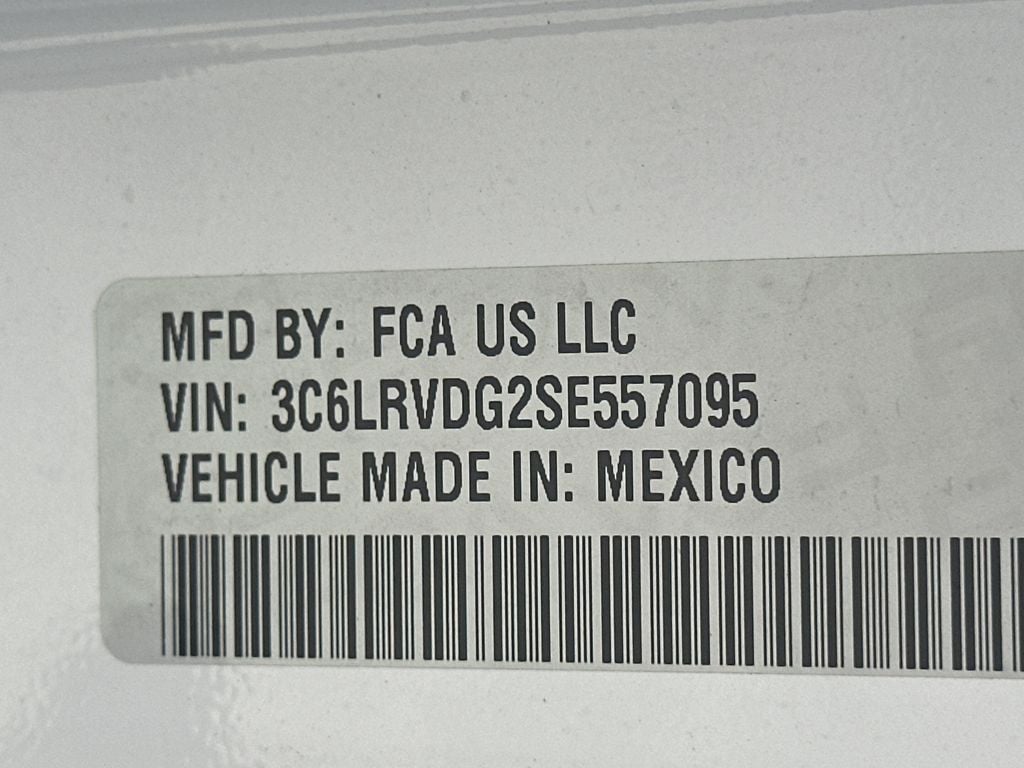 MFD BY: FCA US LLC
VIN: 3C6LRVDG2SE557095
VEHICLE MADE IN: MEXICO